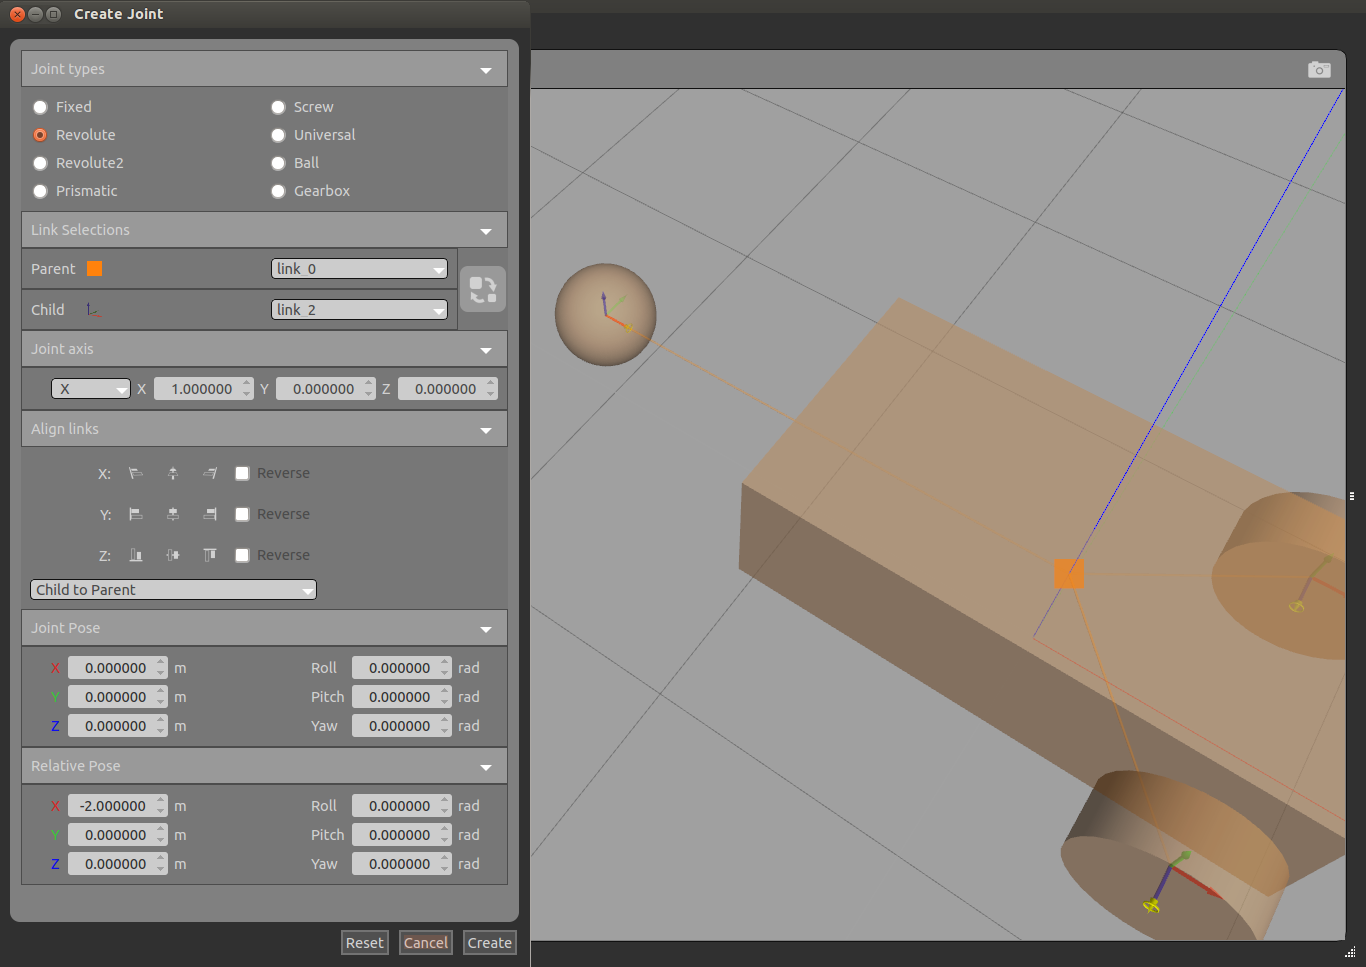 Create Joint
Joint types
Fixed Screw
Revolute Universal
Revolute2 Ball
Prismatic Gearbox
Link Selections
Parent link_0
Child link_2
Joint axis
X X 1.000000 Y 0.000000 Z 0.000000
Align links
X: Reverse
Y: Reverse
Z: Reverse
Child to Parent
Joint Pose
X 0.000000 m Roll 0.000000 rad
Y 0.000000 m Pitch 0.000000 rad
Z 0.000000 m Yaw 0.000000 rad
Relative Pose
X -2.000000 m Roll 0.000000 rad
Y 0.000000 m Pitch 0.000000 rad
Z 0.000000 m Yaw 0.000000 rad
Reset Cancel Create